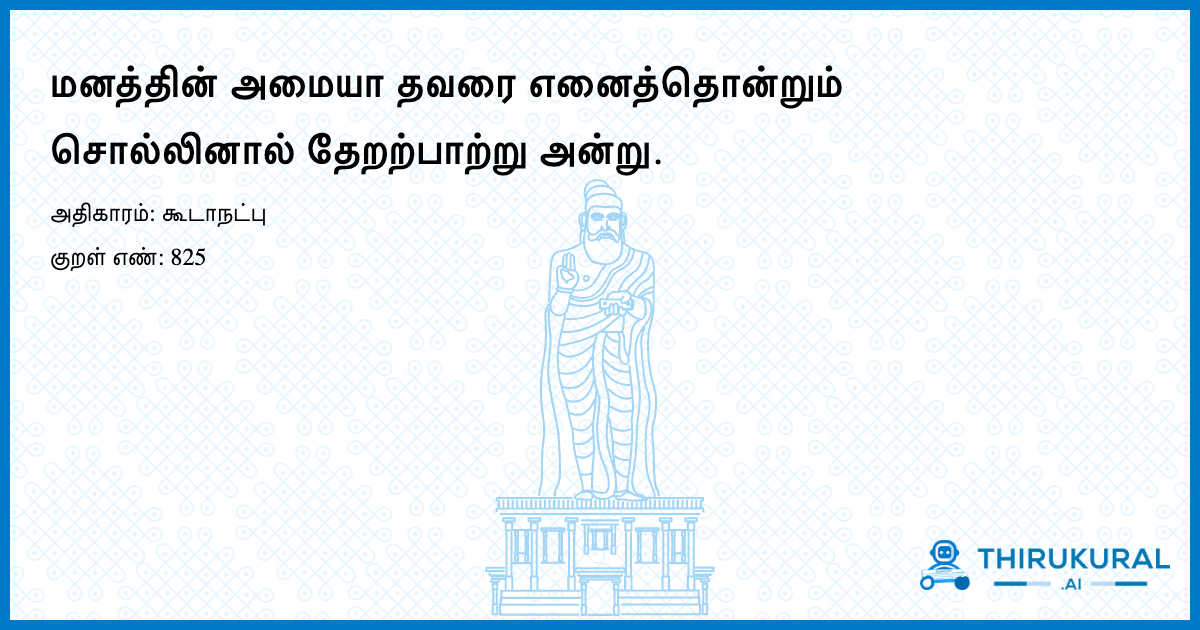 மனத்தின் அமையா தவரை எனைத்தொன்றும்
சொல்லினால் தேறற்பாற்று அன்று.
அதிகாரம்: கூடாநட்பு
குறள் எண்: 825
THIRUKURAL
.AI